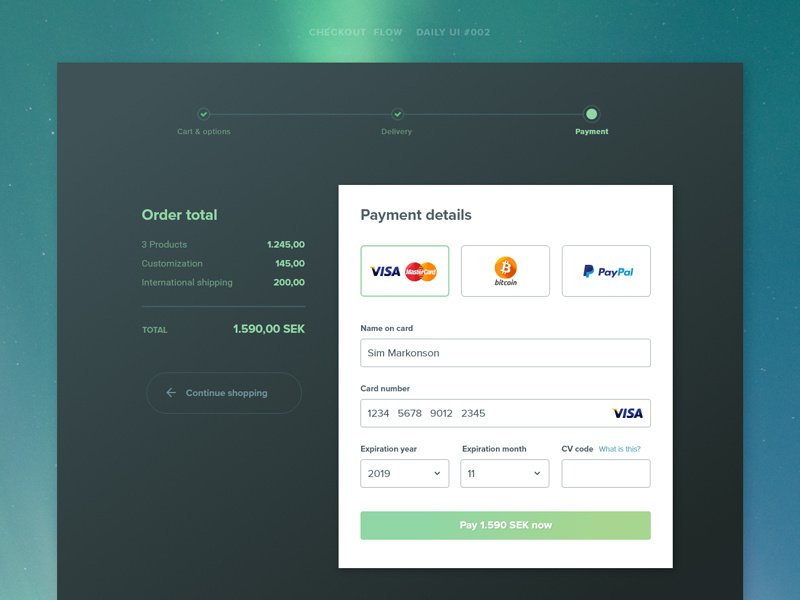 CHECKOUT FLOW DAILY UI #002
Cart & options
Delivery
Payment
Order total
3 Products 1.245,00
Customization 145,00
International shipping 200,00
TOTAL 1.590,00 SEK
Continue shopping
Payment details
VISA MasterCard
bitcoin
PayPal
Name on card
Sim Markonson
Card number
1234 5678 9012 2345 VISA
Expiration year Expiration month CV code What is this?
2019 11
Pay 1.590 SEK now